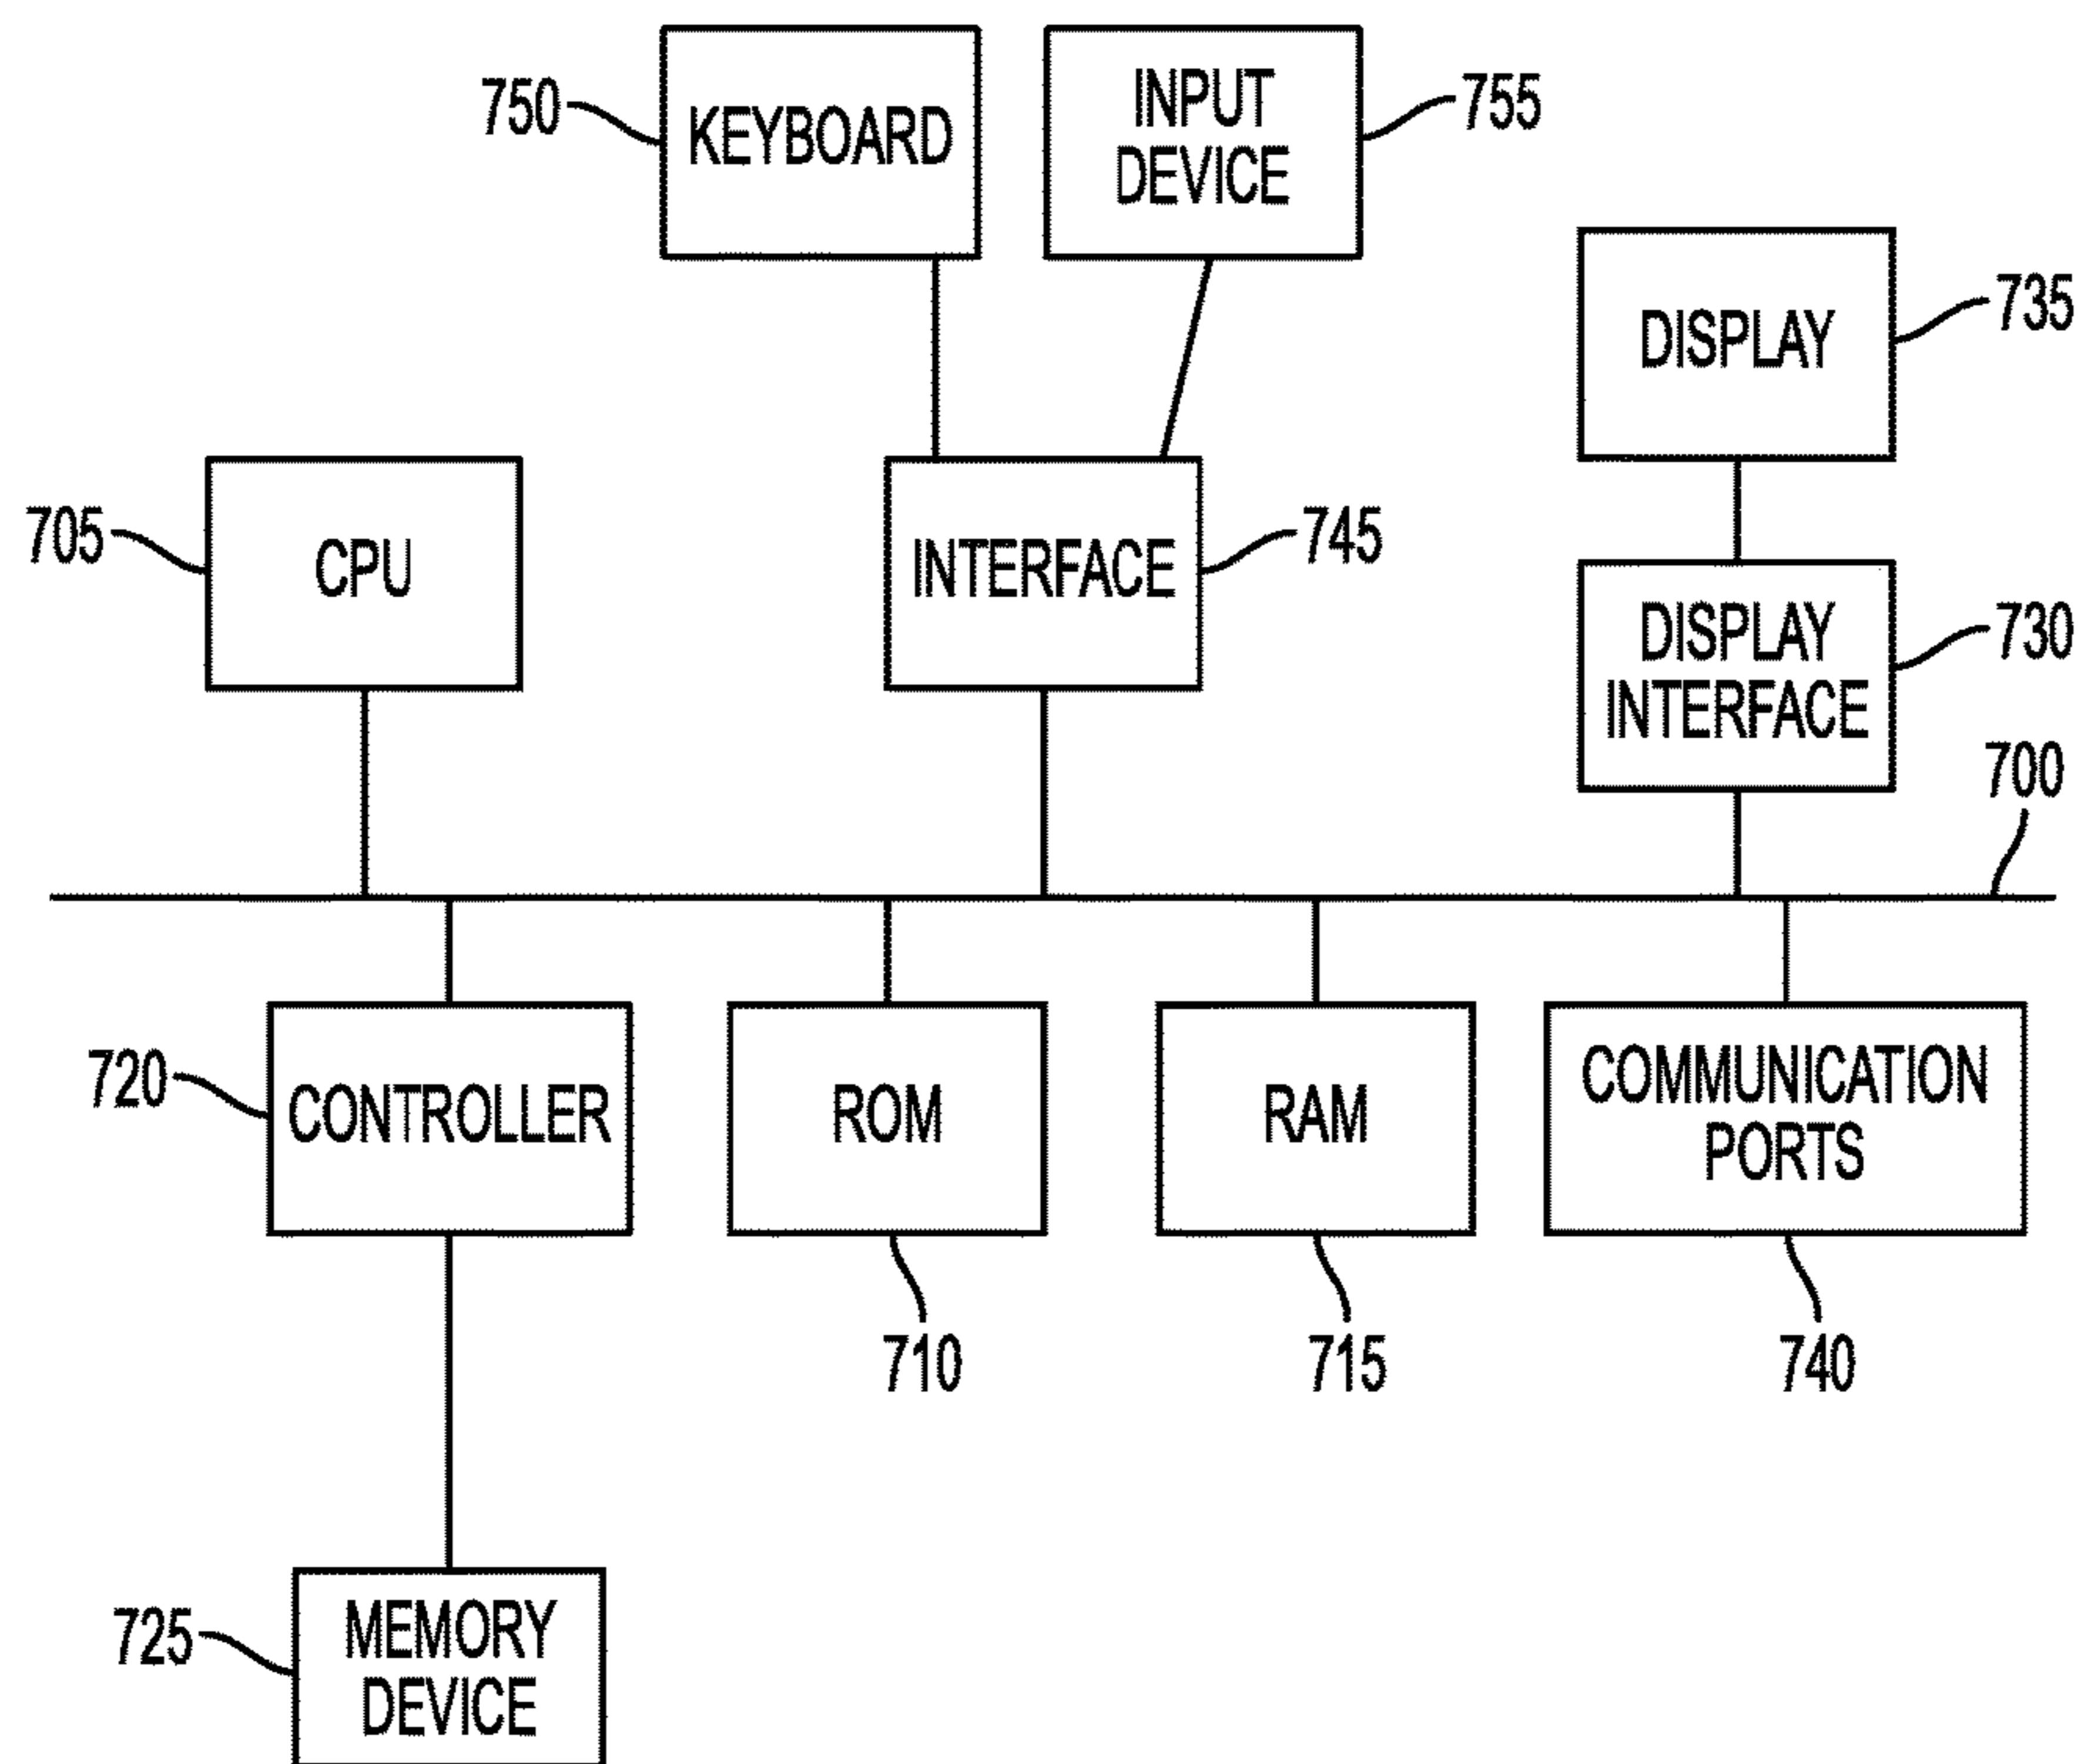 750
KEYBOARD
INPUT
DEVICE
755
DISPLAY
735
705
CPU
INTERFACE
745
DISPLAY
INTERFACE
730
700
720
CONTROLLER
ROM
RAM
COMMUNICATION
PORTS
710
715
740
725
MEMORY
DEVICE